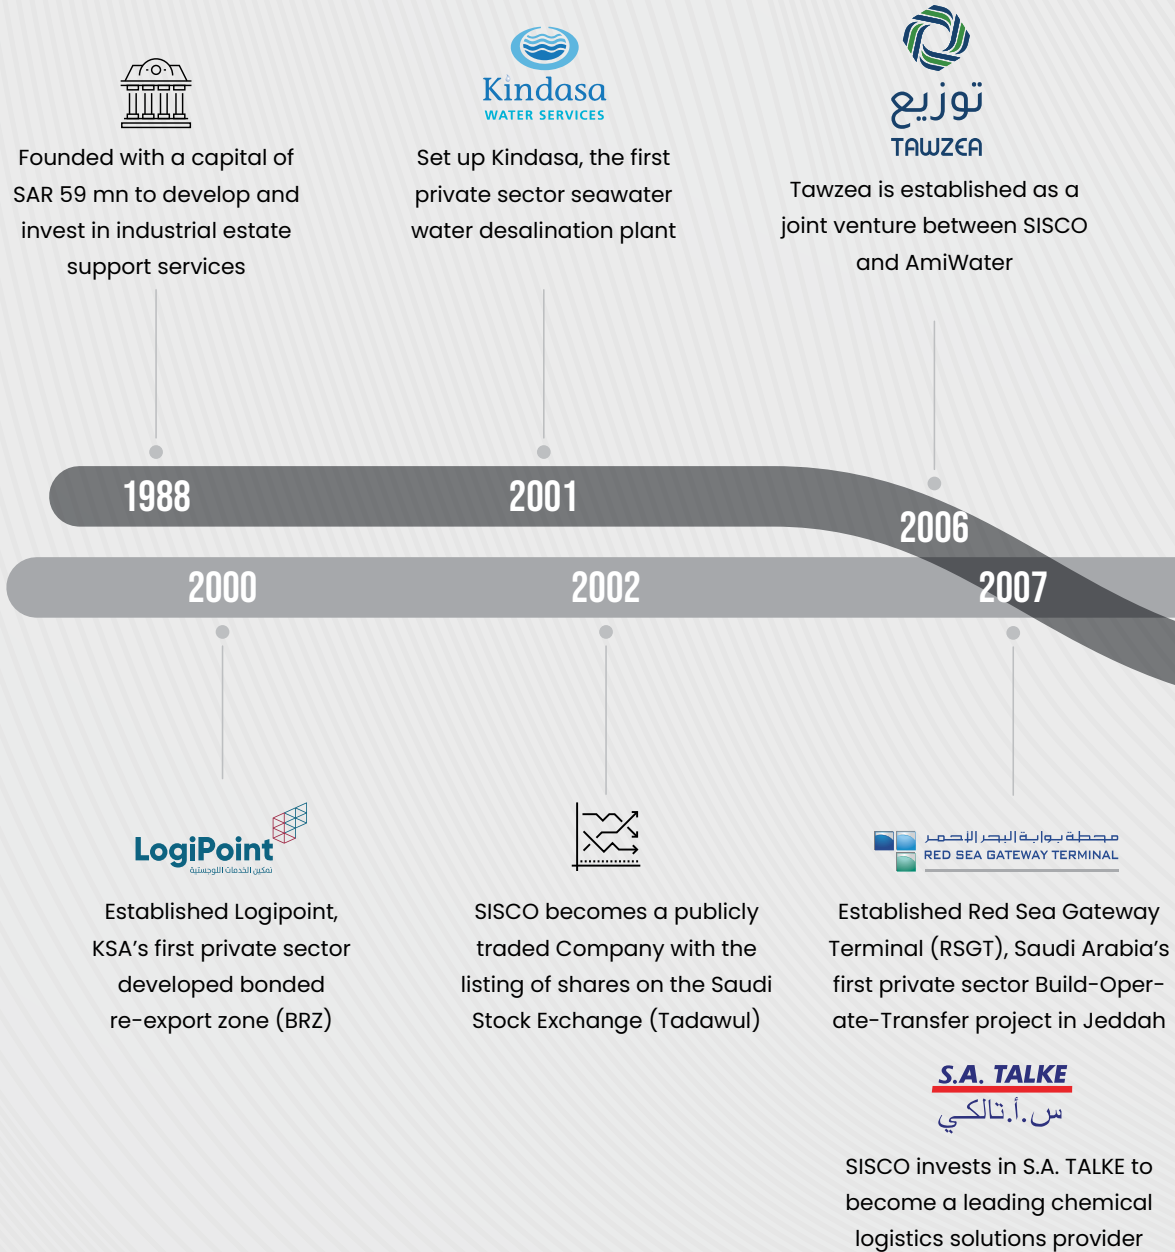 Kindasa
WATER SERVICES
توزيع
TAWZEA
Founded with a capital of
SAR 59 mn to develop and
invest in industrial estate
support services
Set up Kindasa, the first
private sector seawater
water desalination plant
Tawzea is established as a
joint venture between SISCO
and AmiWater
1988
2001
2006
2000
2002
2007
LogiPoint
تمكين الخدمات اللوجستية
محطة بوابة البحر الأحمر
RED SEA GATEWAY TERMINAL
Established Logipoint,
KSA's first private sector
developed bonded
re-export zone (BRZ)
SISCO becomes a publicly
traded Company with the
listing of shares on the Saudi
Stock Exchange (Tadawul)
Established Red Sea Gateway
Terminal (RSGT), Saudi Arabia's
first private sector Build-Oper-
ate-Transfer project in Jeddah
S.A. TALKE
س.أ.تالكي
SISCO invests in S.A. TALKE to
become a leading chemical
logistics solutions provider